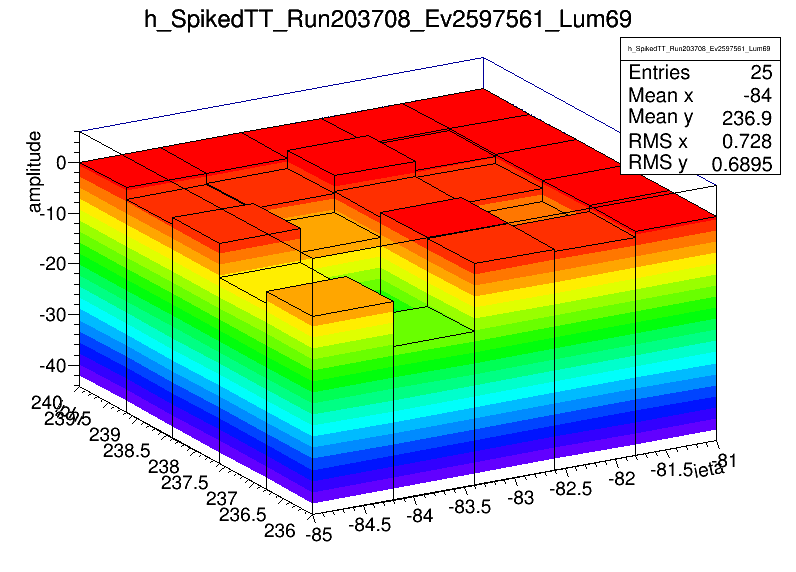 h_SpikedTT_Run203708_Ev2597561_Lum69
h_SpikedTT_Run203708_Ev2597561_Lum69
Entries 25
Mean x -84
Mean y 236.9
RMS x 0.728
RMS y 0.6895
amplitude
0
-10
-20
-30
-40
240
iphi
239.5
239
238.5
238
237.5
237
236.5
236
-85
-84.5
-84
-83.5
-83
-82.5
-82
-81.5
ieta
-81